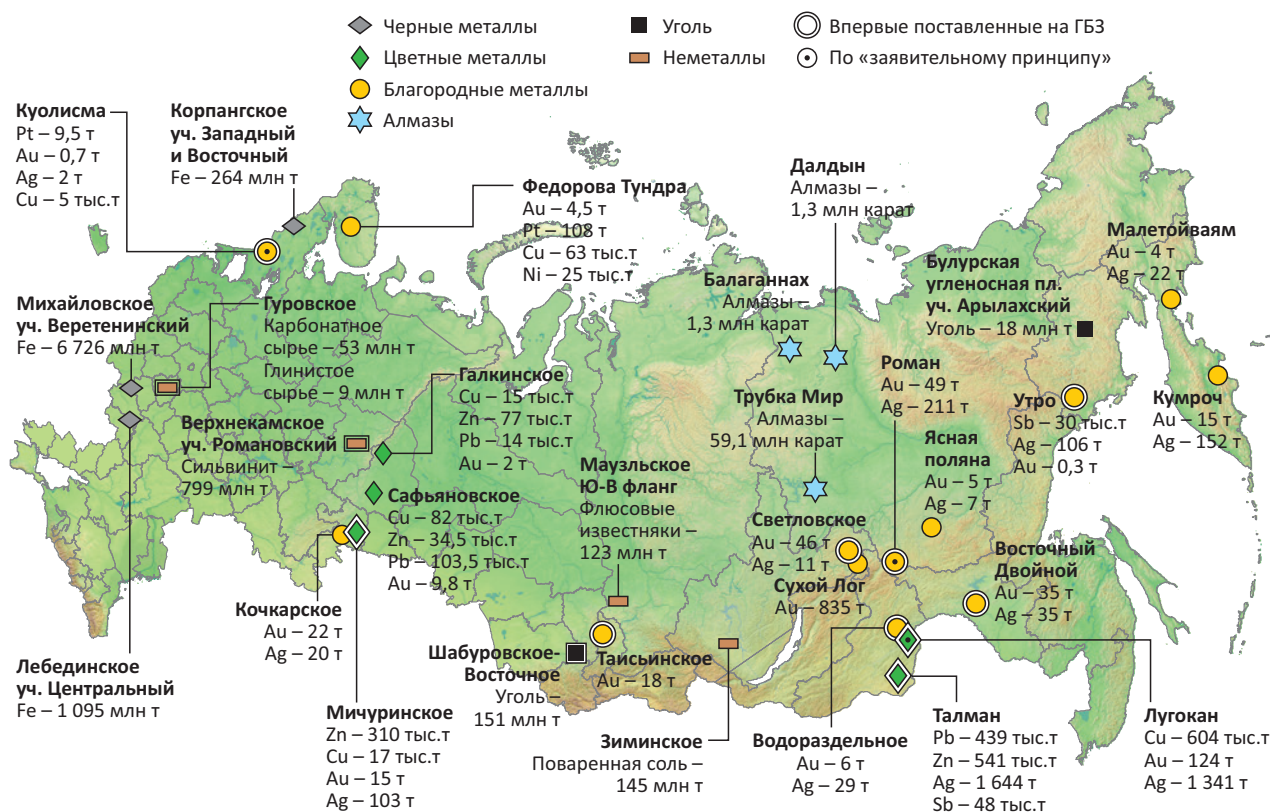 Черные металлы
Цветные металлы
Благородные металлы
Алмазы
Уголь
Неметаллы
Впервые поставленные на ГБЗ
По «заявительному принципу»
Куолисма
Pt – 9,5 т
Au – 0,7 т
Ag – 2 т
Cu – 5 тыс.т
Корпангское
уч. Западный
и Восточный
Fe – 264 млн т
Федорова Тундра
Au – 4,5 т
Pt – 108 т
Cu – 63 тыс.т
Ni – 25 тыс.т
Далдын
Алмазы –
1,3 млн карат
Малетойваям
Au – 4 т
Ag – 22 т
Балаганнах
Алмазы –
1,3 млн карат
Булурская
угленосная пл.
уч. Арылахский
Уголь – 18 млн т
Михайловское
уч. Веретенинский
Fe – 6 726 млн т
Гуровское
Карбонатное
сырье – 53 млн т
Глинистое
сырье – 9 млн т
Галкинское
Cu – 15 тыс.т
Zn – 77 тыс.т
Pb – 14 тыс.т
Au – 2 т
Трубка Мир
Алмазы –
59,1 млн карат
Роман
Au – 49 т
Ag – 211 т
Утро
Sb – 30 тыс.т
Ag – 106 т
Au – 0,3 т
Кумроч
Au – 15 т
Ag – 152 т
Верхнекамское
уч. Романовский
Сильвинит –
799 млн т
Ясная
поляна
Au – 5 т
Ag – 7 т
Маузльское
Ю-В фланг
Флюсовые
известняки –
123 млн т
Сафьяновское
Cu – 82 тыс.т
Zn – 34,5 тыс.т
Pb – 103,5 тыс.т
Au – 9,8 т
Светловское
Au – 46 т
Ag – 11 т
Сухой Лог
Au – 835 т
Восточный
Двойной
Au – 35 т
Ag – 35 т
Кочкарское
Au – 22 т
Ag – 20 т
Лебединское
уч. Центральный
Fe – 1 095 млн т
Шабуровское-
Восточное
Уголь –
151 млн т
Таисьинское
Au – 18 т
Мичуринское
Zn – 310 тыс.т
Cu – 17 тыс.т
Au – 15 т
Ag – 103 т
Зиминское
Поваренная соль –
145 млн т
Водораздельное
Au – 6 т
Ag – 29 т
Талман
Pb – 439 тыс.т
Zn – 541 тыс.т
Ag – 1 644 т
Sb – 48 тыс.т
Лугокан
Cu – 604 тыс.т
Au – 124 т
Ag – 1 341 т